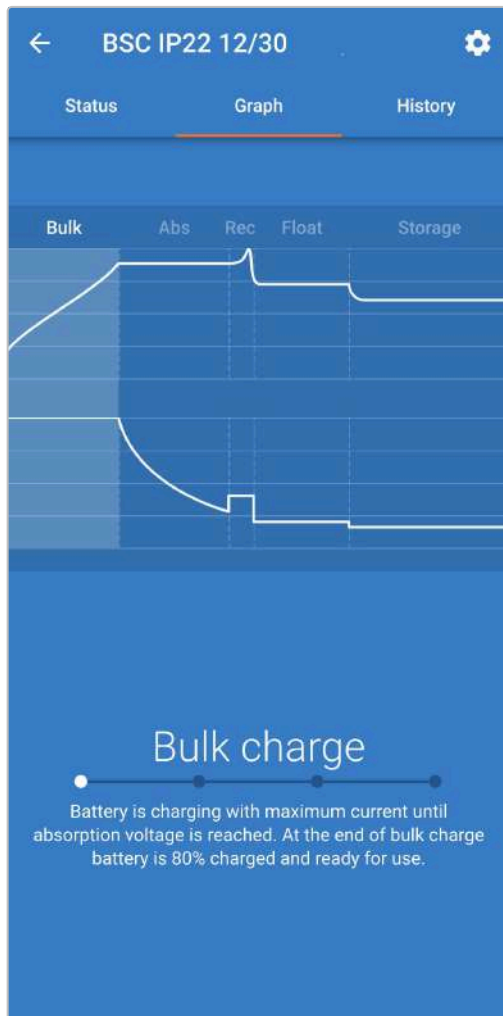 BSC IP22 12/30
Status Graph History
Bulk Abs Rec Float Storage
Bulk charge
Battery is charging with maximum current until
absorption voltage is reached. At the end of bulk charge
battery is 80% charged and ready for use.